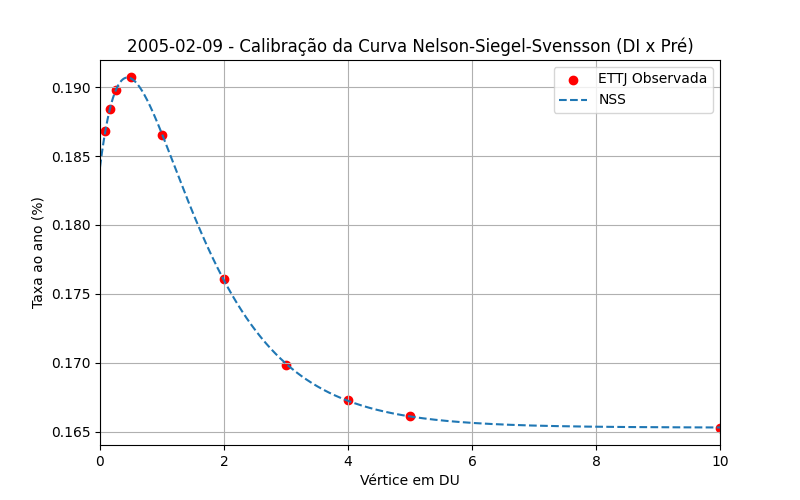 2005-02-09 - Calibração da Curva Nelson-Siegel-Svensson (DI x Pré)
ETTJ Observada
NSS
Taxa ao ano (%)
0.190
0.185
0.180
0.175
0.170
0.165
0 2 4 6 8 10
Vértice em DU